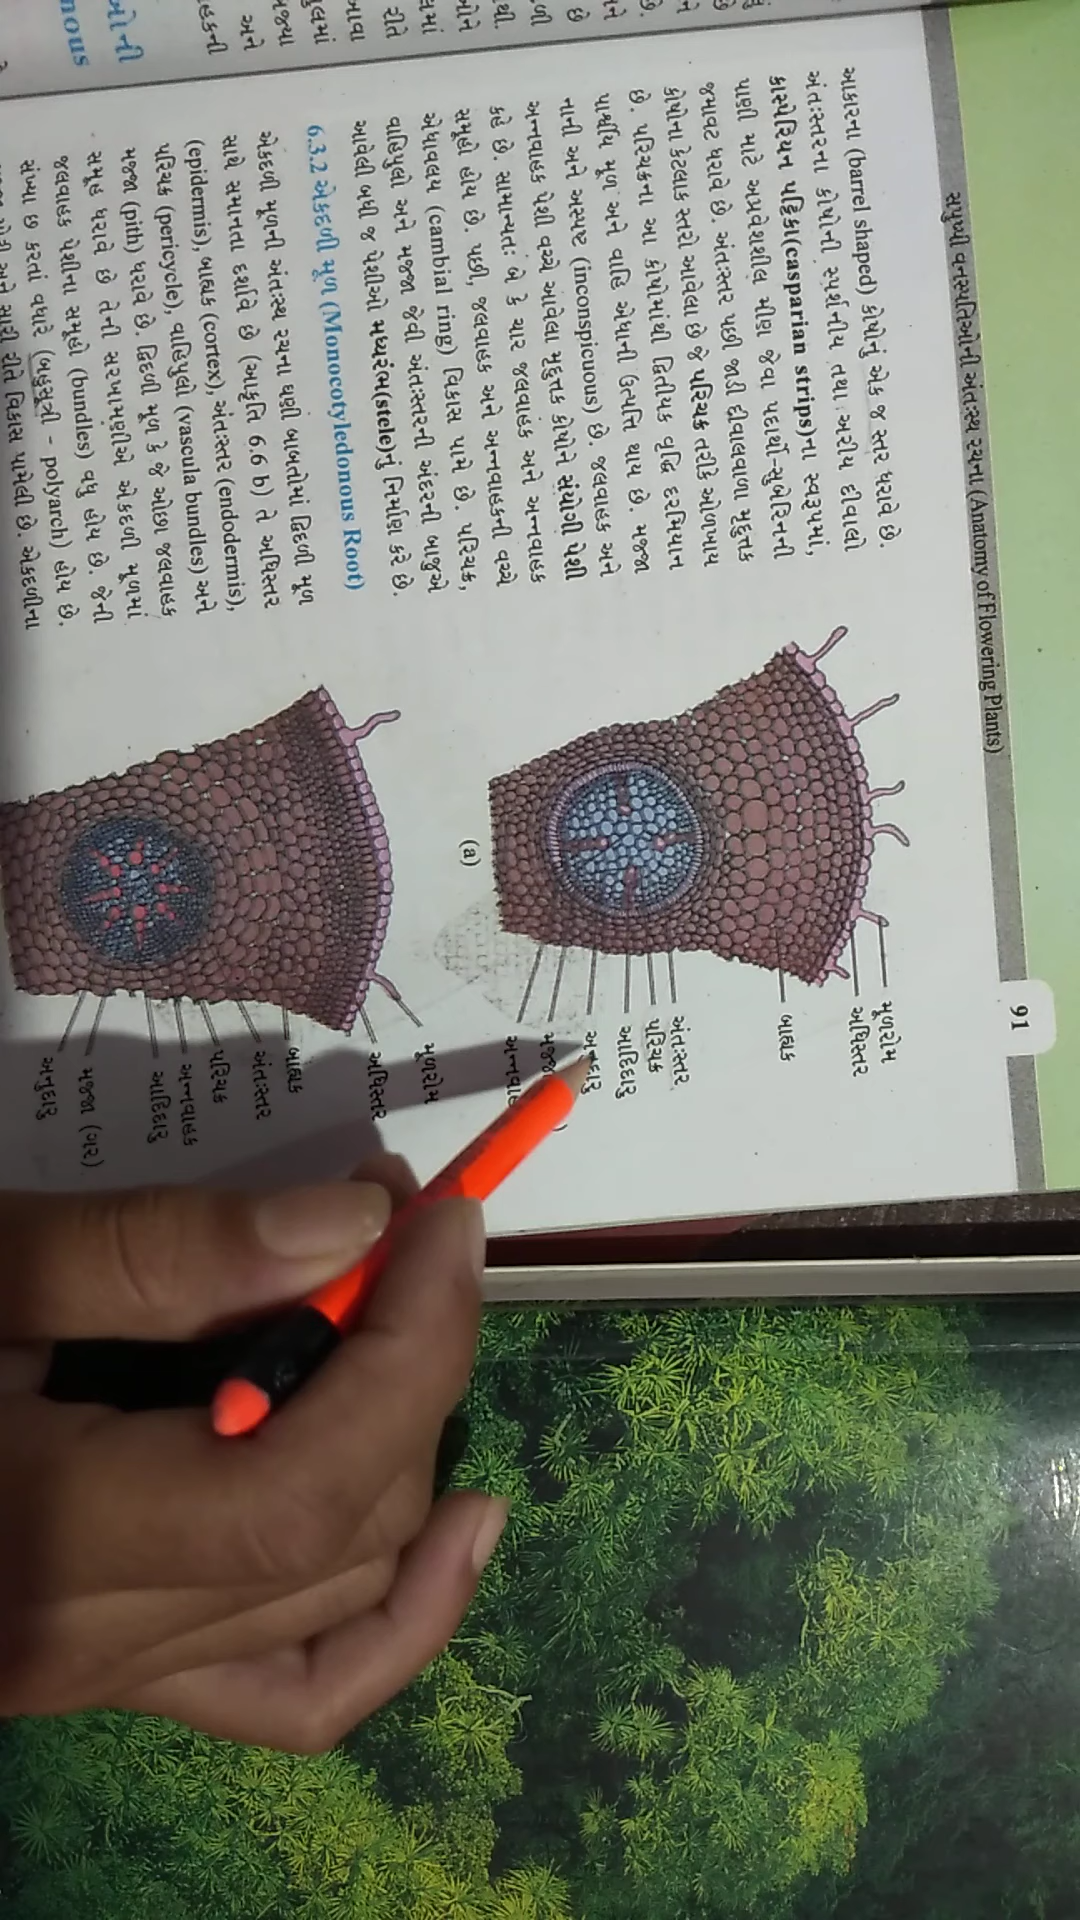 સપુષ્પી વનસ્પતિઓની અંતઃસ્થ રચના (Anatomy of Flowering Plants)
91
આકારના (barrel shaped) કોષોનું એક જ સ્તર ધરાવે છે.
અંતઃસ્તરના કોષોની સ્પર્શનીય તથા અરીય દીવાલો
કાસ્પેરિયન પટ્ટિકા(casparian strips)ના સ્વરૂપમાં,
પાણી માટે અપ્રવેશશીલ મીણ જેવા પદાર્થો-સુબેરિનની
જમાવટ ધરાવે છે. અંતઃસ્તર પછી જાડી દીવાલવાળા મૃદુત્તક
કોષોના કેટલાક સ્તરો આવેલા છે જે પરિચક્ર તરીકે ઓળખાય
છે. પરિચક્રના આ કોષોમાંથી દ્વિતીયક વૃદ્ધિ દરમિયાન
પાર્શ્વીય મૂળ અને વાહિ એધાની ઉત્પત્તિ થાય છે. મજ્જા
નાની અને અસ્પષ્ટ (inconspicuous) છે. જલવાહક અને
અન્નવાહક પેશી વચ્ચે આવેલા મૃદુત્તક કોષોને સંયોગી પેશી
કહે છે. સામાન્યતઃ બે કે ચાર જલવાહક અને અન્નવાહક
સમૂહો હોય છે. પછી, જલવાહક અને અન્નવાહકની વચ્ચે
એધાવલય (cambial ring) વિકાસ પામે છે. પરિચક્ર,
વાહિપુલો અને મજ્જા જેવી અંતઃસ્તરની અંદરની બાજુએ
આવેલી બધી જ પેશીઓ મધ્યરંભ(stele)નું નિર્માણ કરે છે.
6.3.2 એકદળી મૂળ (Monocotyledonous Root)
એકદળી મૂળની અંતઃસ્થ રચના ઘણી બાબતોમાં દ્વિદળી મૂળ
સાથે સમાનતા દર્શાવે છે (આકૃતિ 6.6 b) તે અધિસ્તર
(epidermis), બાહ્યક (cortex), અંતઃસ્તર (endodermis),
પરિચક્ર (pericycle), વાહિપુલો (vascula bundles) અને
મજ્જા (pith) ધરાવે છે. દ્વિદળી મૂળ કે જે ઓછા જલવાહક
સમૂહ ધરાવે છે તેની સરખામણીએ એકદળી મૂળમાં
જલવાહક પેશીના સમૂહો (bundles) વધુ હોય છે. જેની
સંખ્યા છ કરતાં વધારે (બહુસૂત્રી - polyarch) હોય છે.
મૂળરોમ
અધિસ્તર
બાહ્યક
અંતઃસ્તર
પરિચક્ર
આદિદારુ
(a)
મૂળરોમ
અધિસ્તર
બાહ્યક
અંતઃસ્તર
પરિચક્ર
અન્નવાહક
આદિદારુ
મજ્જા (ગર)
અનુદારુ